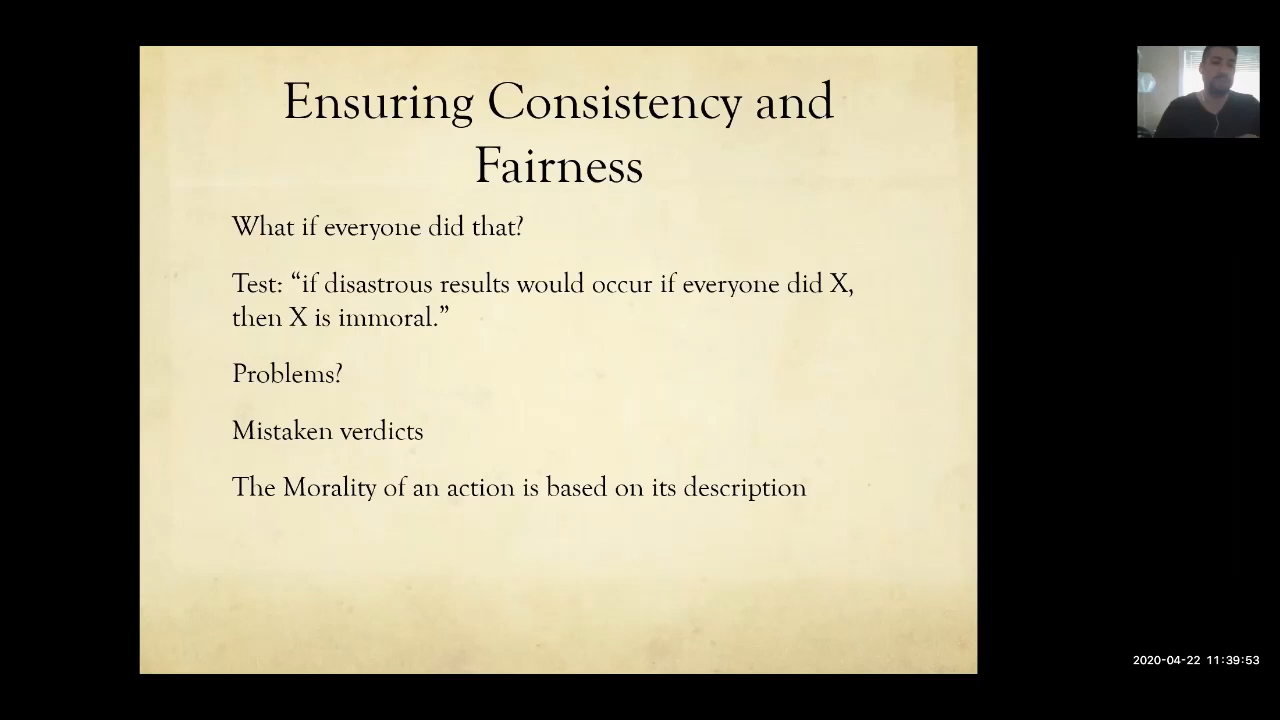 Ensuring Consistency and
Fairness
What if everyone did that?
Test: “if disastrous results would occur if everyone did X,
then X is immoral.”
Problems?
Mistaken verdicts
The Morality of an action is based on its description
2020-04-22 11:39:53